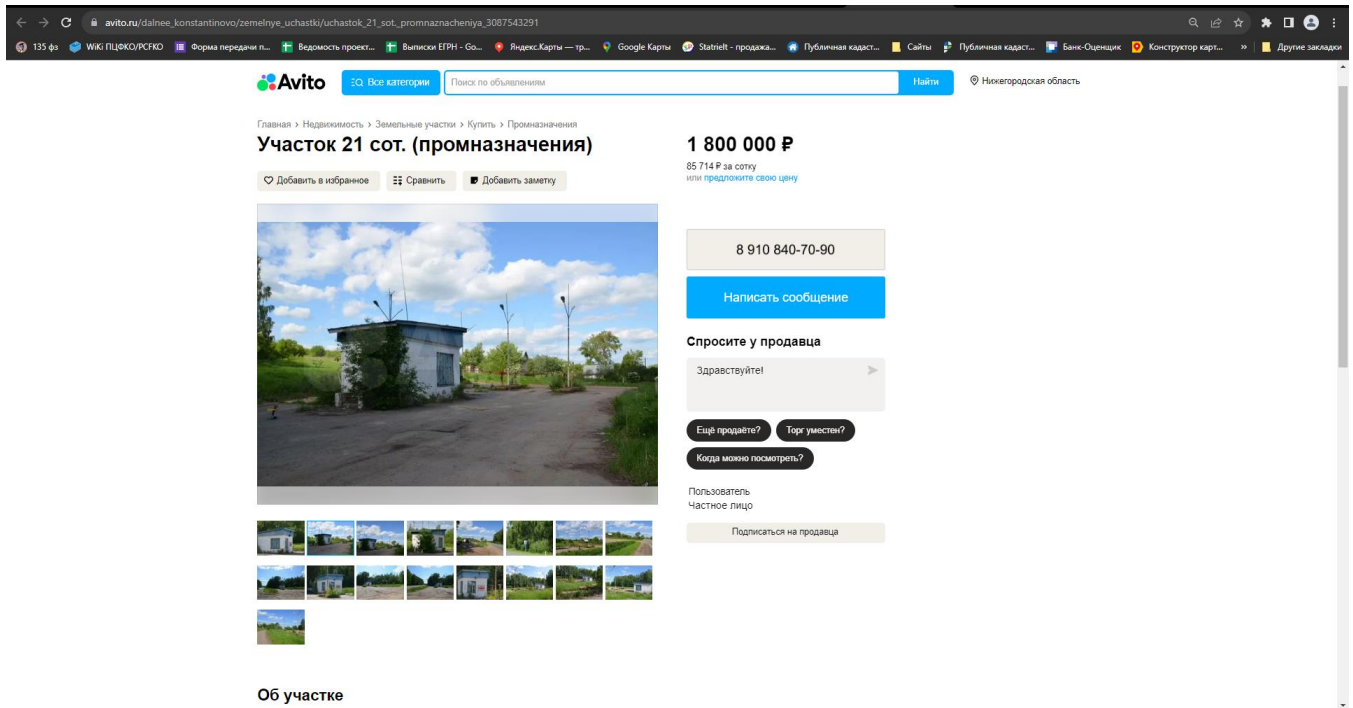 avito.ru/dalnee_konstantinovo/zemelnye_uchastki/uchastok_21_sot._promnaznacheniya_3087543291
135 фз WiKi ПЦФКО/РСFКО Форма передачи п... Ведомость проект... Выписки ЕГРН - Go... Яндекс.Карты — тр... Google Карты Statrielt - продажа... Публичная кадаст... Сайты Публичная кадаст... Банк-Оценщик Конструктор карт... » Другие закладки
Avito Все категории Поиск по объявлениям Найти Нижегородская область
Главная › Недвижимость › Земельные участки › Купить › Промназначения
Участок 21 сот. (промназначения)
Добавить в избранное Сравнить Добавить заметку
1 800 000 ₽
85 714 ₽ за сотку
или предложите свою цену
8 910 840-70-90
Написать сообщение
Спросите у продавца
Здравствуйте!
Ещё продаёте? Торг уместен?
Когда можно посмотреть?
Пользователь
Частное лицо
Подписаться на продавца
Об участке